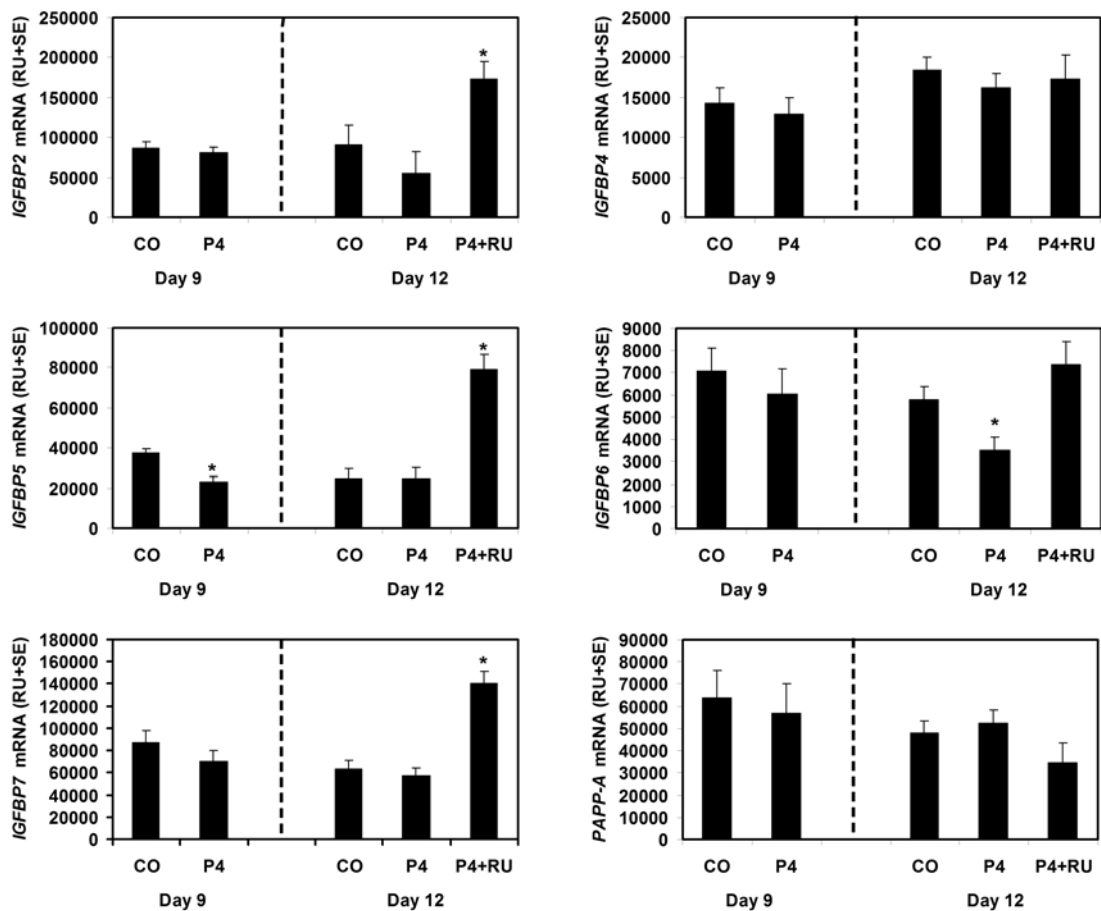 IGFBP2 mRNA (RU+SE)
250000
200000
150000
100000
50000
0
*
CO P4 CO P4 P4+RU
Day 9 Day 12
IGFBP4 mRNA (RU+SE)
25000
20000
15000
10000
5000
0
CO P4 CO P4 P4+RU
Day 9 Day 12
IGFBP5 mRNA (RU+SE)
100000
80000
60000
40000
20000
0
* *
CO P4 CO P4 P4+RU
Day 9 Day 12
IGFBP6 mRNA (RU+SE)
9000
8000
7000
6000
5000
4000
3000
2000
1000
0
*
CO P4 CO P4 P4+RU
Day 9 Day 12
IGFBP7 mRNA (RU+SE)
180000
160000
140000
120000
100000
80000
60000
40000
20000
0
*
CO P4 CO P4 P4+RU
Day 9 Day 12
PAPP-A mRNA (RU+SE)
90000
80000
70000
60000
50000
40000
30000
20000
10000
0
CO P4 CO P4 P4+RU
Day 9 Day 12